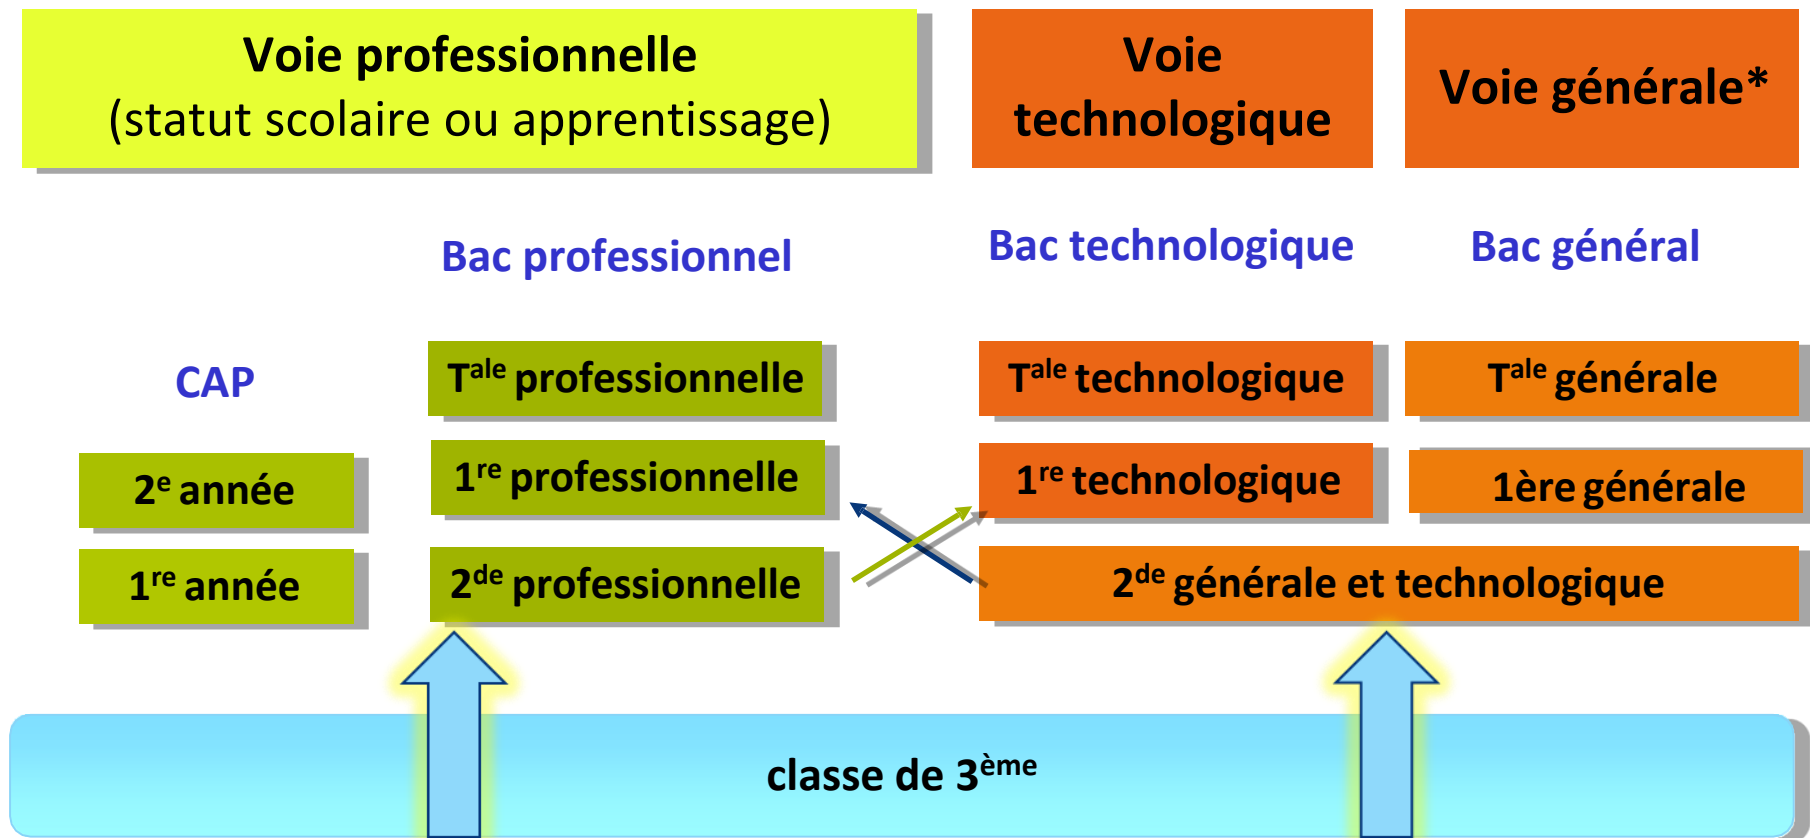 Voie professionnelle
(statut scolaire ou apprentissage)
Voie
technologique
Voie générale*
Bac professionnel
Bac technologique
Bac général
CAP
Tale professionnelle
Tale technologique
Tale générale
2e année
1re professionnelle
1re technologique
1ère générale
1re année
2de professionnelle
2de générale et technologique
classe de 3ème